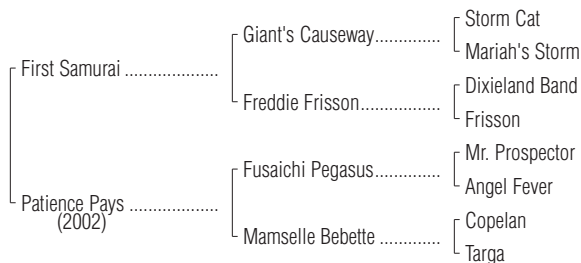 Storm Cat
Giant's Causeway..............
Mariah's Storm
First Samurai ....................
Dixieland Band
Freddie Frisson.................
Frisson
Mr. Prospector
Fusaichi Pegasus..............
Angel Fever
Patience Pays ...................
(2002)
Copelan
Mamselle Bebette .............
Targa